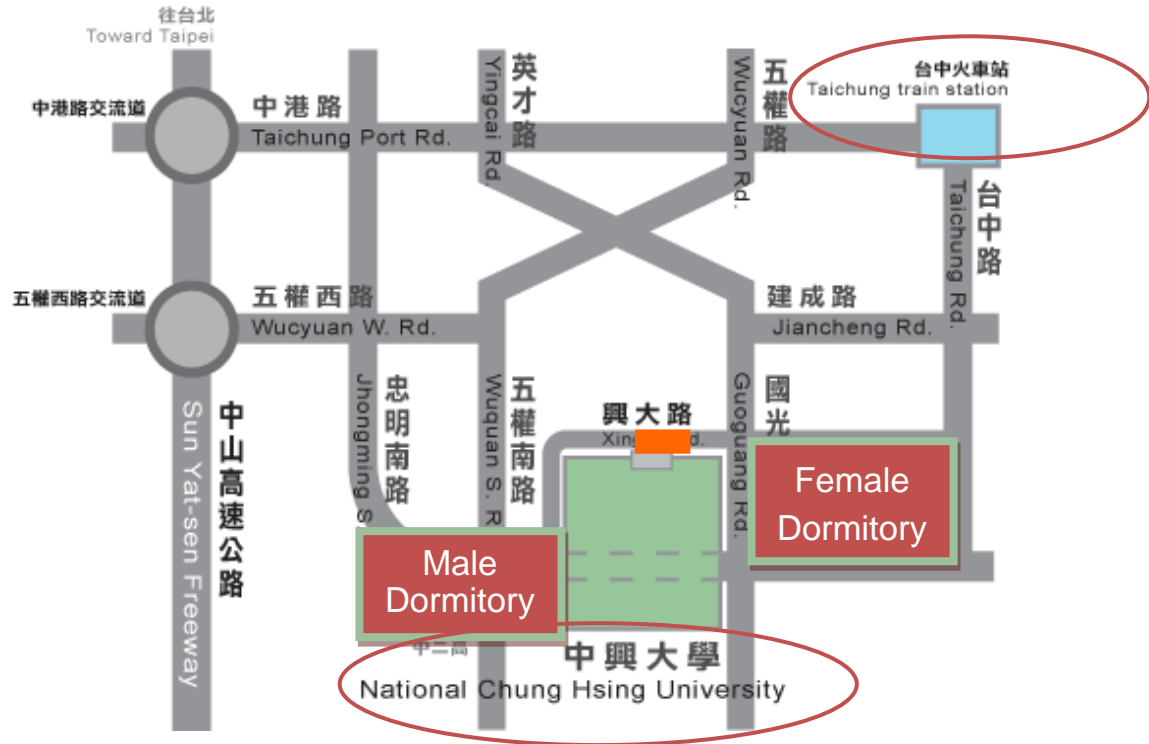 往台北
Toward Taipei
中港路交流道
中港路
Taichung Port Rd.
英才路
Yingcai Rd.
五權路
Wucyuan Rd.
台中火車站
Taichung train station
台中路
Taichung Rd.
五權西路交流道
五權西路
Wucyuan W. Rd.
建成路
Jiancheng Rd.
中山高速公路
Sun Yat-sen Freeway
忠明南路
Jhongming S
五權南路
Wuquan S. R
興大路
國光
Guoguang Rd.
Female
Dormitory
Male
Dormitory
中二高
中興大學
National Chung Hsing University